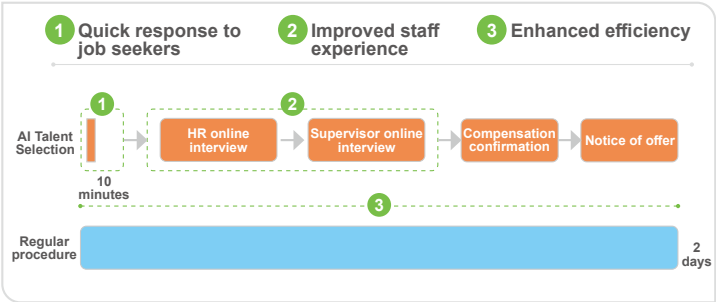 1 Quick response to
job seekers
2 Improved staff
experience
3 Enhanced efficiency
1
2
AI Talent
Selection
HR online
interview
Supervisor online
interview
Compensation
confirmation
Notice of offer
10
minutes
3
Regular
procedure
2
days